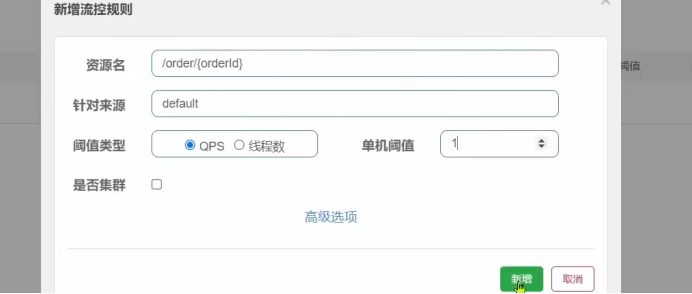 新增流控规则
×
资源名 /order/{orderId}
阈值
针对来源 default
阈值类型 QPS 线程数 单机阈值 1
是否集群
高级选项
新增 取消